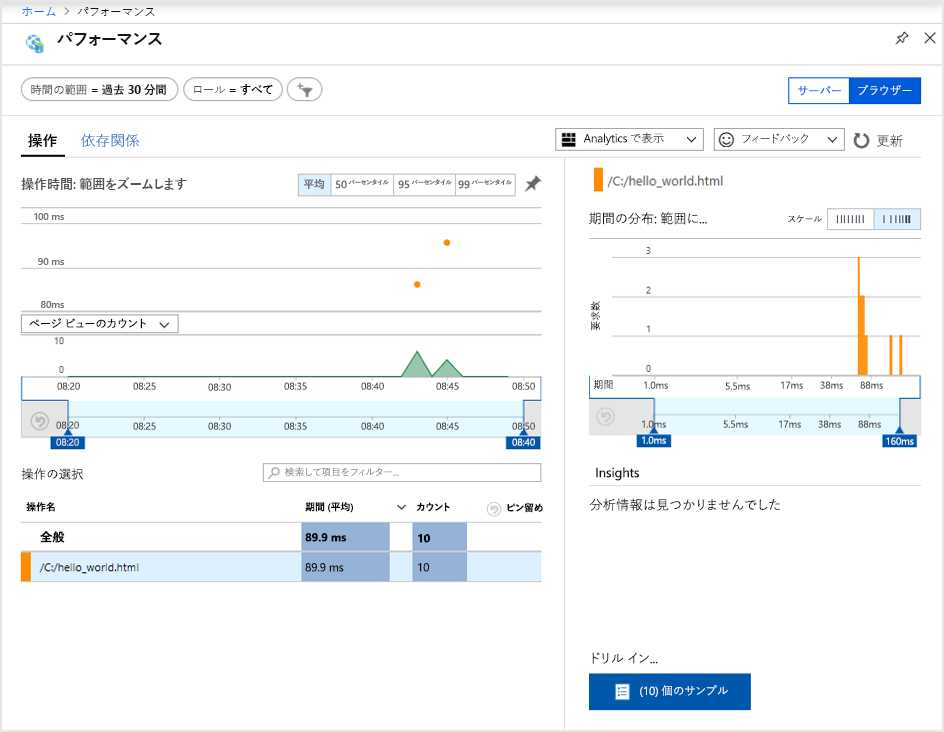 ホーム > パフォーマンス
パフォーマンス
時間の範囲 = 過去 30 分間
ロール = すべて
サーバー
ブラウザー
操作
依存関係
Analytics で表示
フィードバック
更新
操作時間: 範囲をズームします
平均
50 パーセンタイル
95 パーセンタイル
99 パーセンタイル
100 ms
90 ms
80ms
ページ ビューのカウント
10
0
08:20 08:25 08:30 08:35 08:40 08:45 08:50
08:20 08:25 08:30 08:35 08:40 08:45 08:50
08:20
08:40
操作の選択
検索して項目をフィルター...
操作名 期間 (平均) カウント ピン留め
全般 89.9 ms 10
/C:/hello_world.html 89.9 ms 10
/C:/hello_world.html
期間の分布: 範囲に...
スケール
要求数
3
2
1
0
期間 1.0ms 5.5ms 17ms 38ms 88ms
1.0ms 5.5ms 17ms 38ms 88ms
1.0ms
160ms
Insights
分析情報は見つかりませんでした
ドリル イン...
(10) 個のサンプル